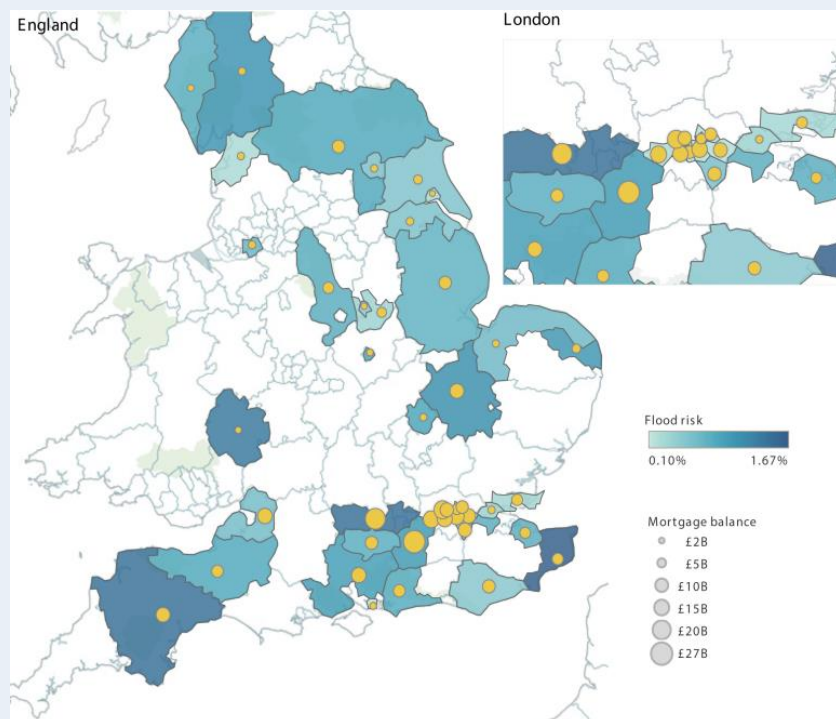 England
London
Flood risk
0.10% 1.67%
Mortgage balance
£2B
£5B
£10B
£15B
£20B
£27B